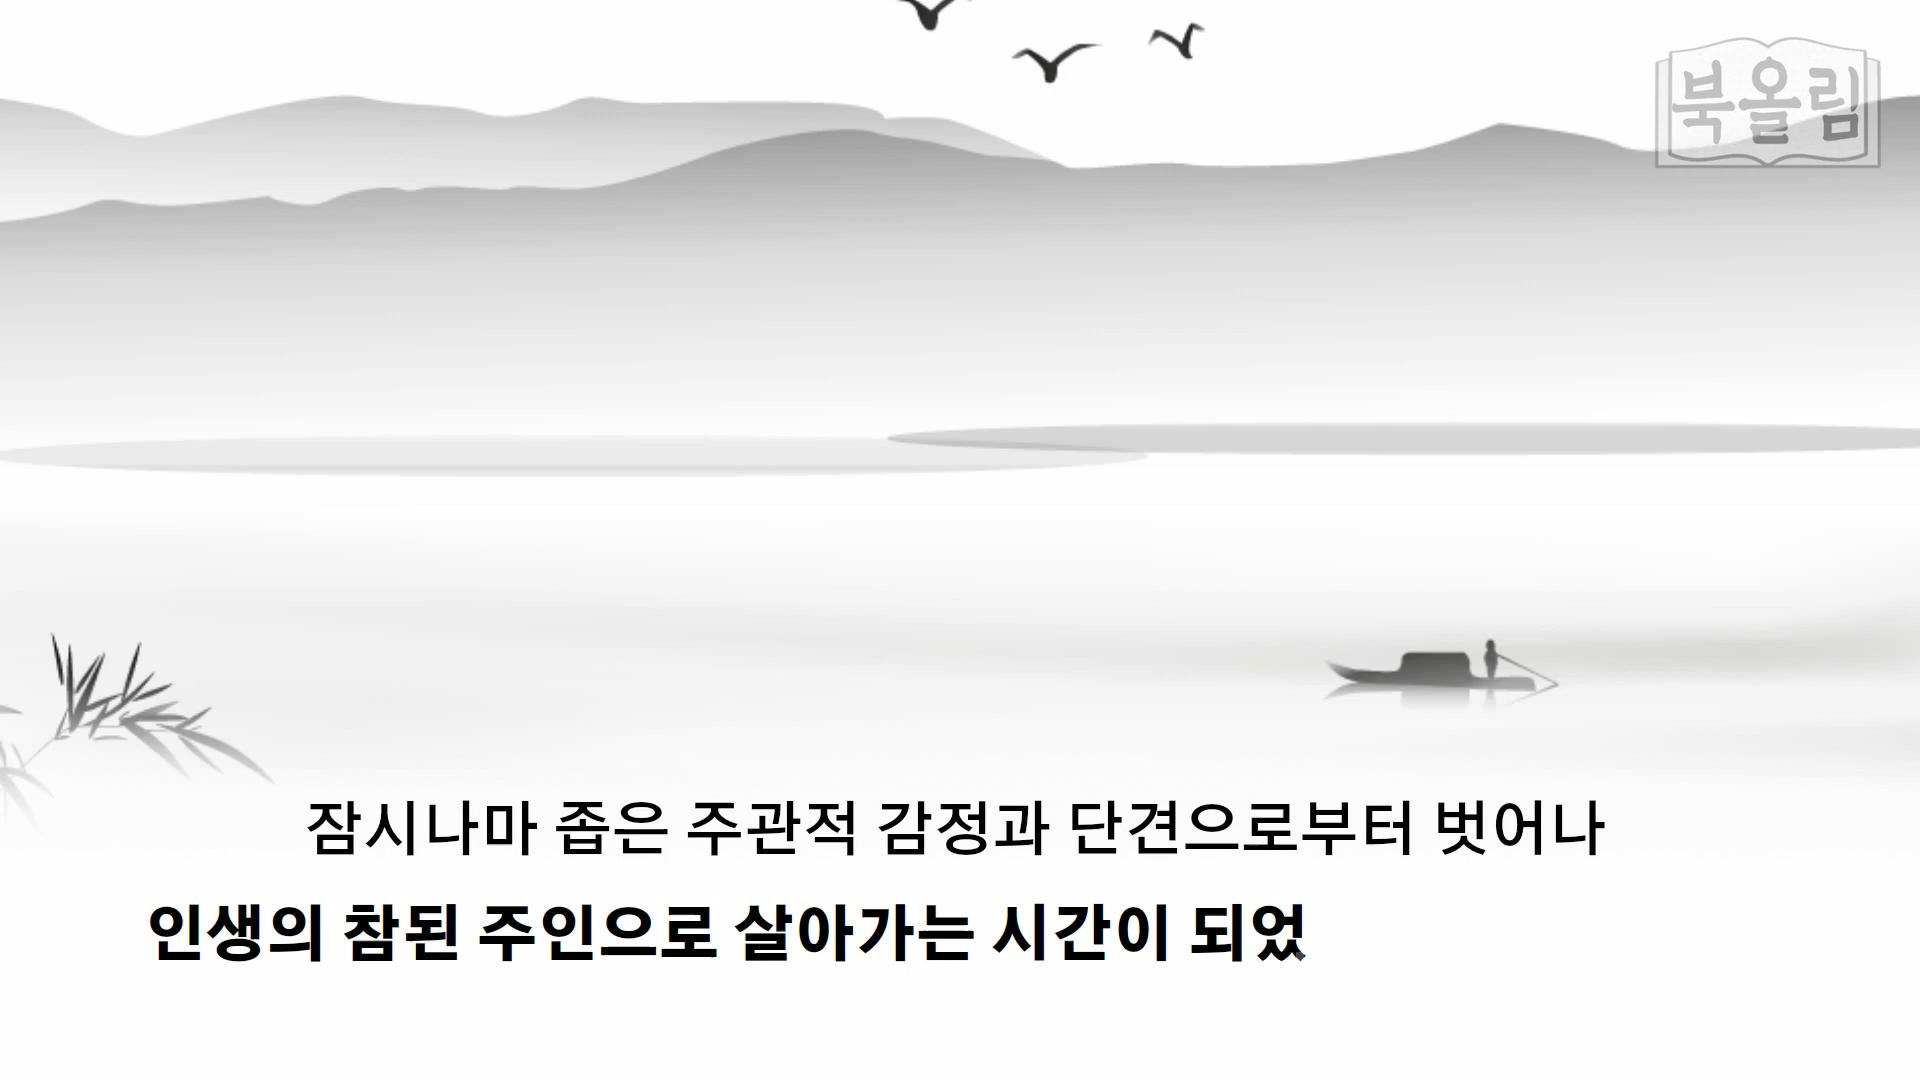 북올림
잠시나마 좁은 주관적 감정과 단견으로부터 벗어나
인생의 참된 주인으로 살아가는 시간이 되었